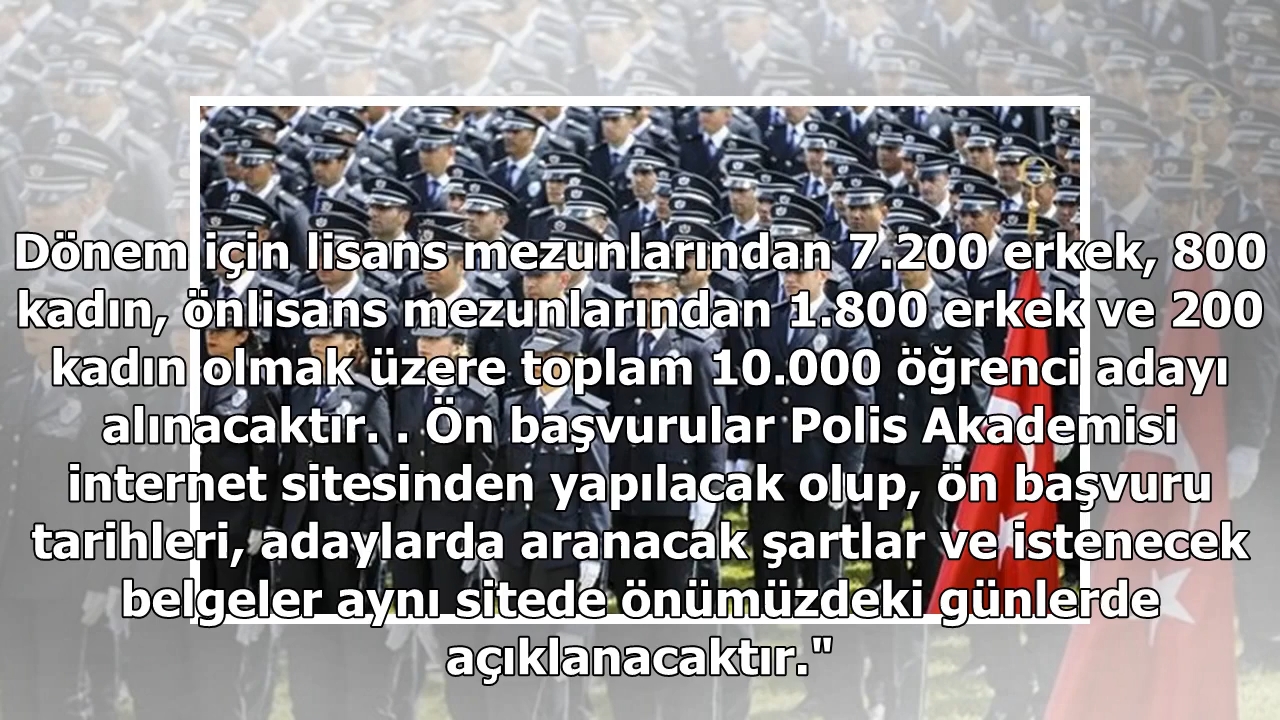 Dönem için lisans mezunlarından 7.200 erkek, 800
kadın, önlisans mezunlarından 1.800 erkek ve 200
kadın olmak üzere toplam 10.000 öğrenci adayı
alınacaktır. . Ön başvurular Polis Akademisi
internet sitesinden yapılacak olup, ön başvuru
tarihleri, adaylarda aranacak şartlar ve istenecek
belgeler aynı sitede önümüzdeki günlerde
açıklanacaktır."